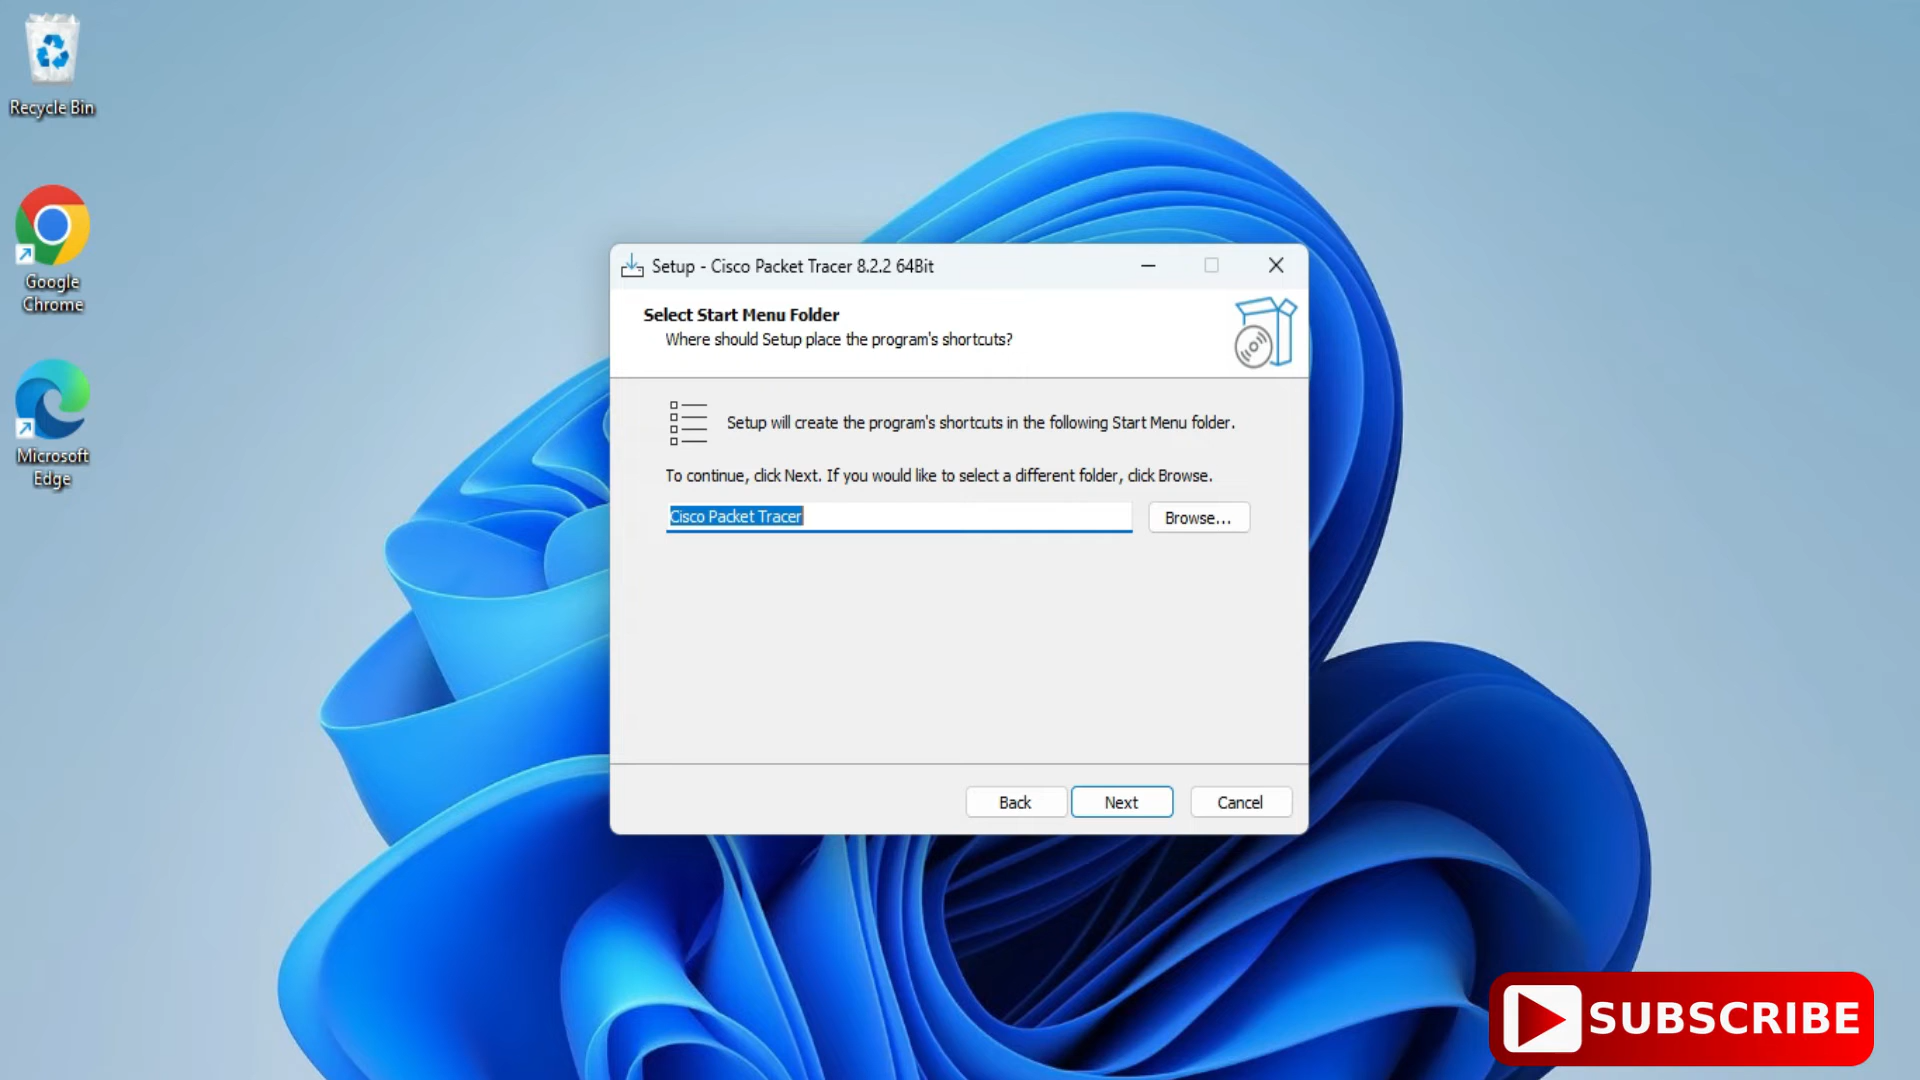 Recycle Bin
Google
Chrome
Microsoft
Edge
Setup - Cisco Packet Tracer 8.2.2 64Bit
Select Start Menu Folder
Where should Setup place the program's shortcuts?
Setup will create the program's shortcuts in the following Start Menu folder.
To continue, click Next. If you would like to select a different folder, click Browse.
Cisco Packet Tracer
Browse...
Back
Next
Cancel
SUBSCRIBE